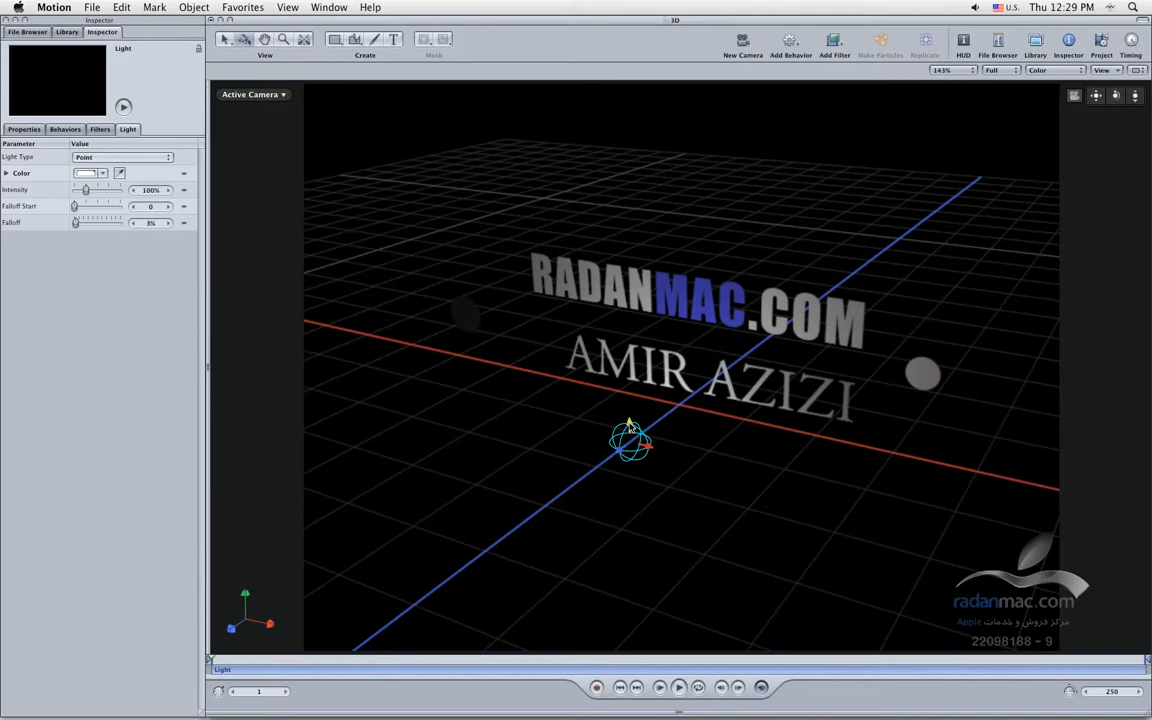 Motion File Edit Mark Object Favorites View Window Help
U.S. Thu 12:29 PM
Inspector
3D
File Browser Library Inspector
Light
View Create Mask
New Camera Add Behavior Add Filter Make Particles Replicate HUD File Browser Library Inspector Project Timing
143% Full Color View
Active Camera
Properties Behaviors Filters Light
Parameter Value
Light Type Point
Color
Intensity 100%
Falloff Start 0
Falloff 3%
RADANMAC.COM
AMIR AZIZI
radanmac.com
مرکز فروش و خدمات Apple
22098188 - 9
Light
1 250